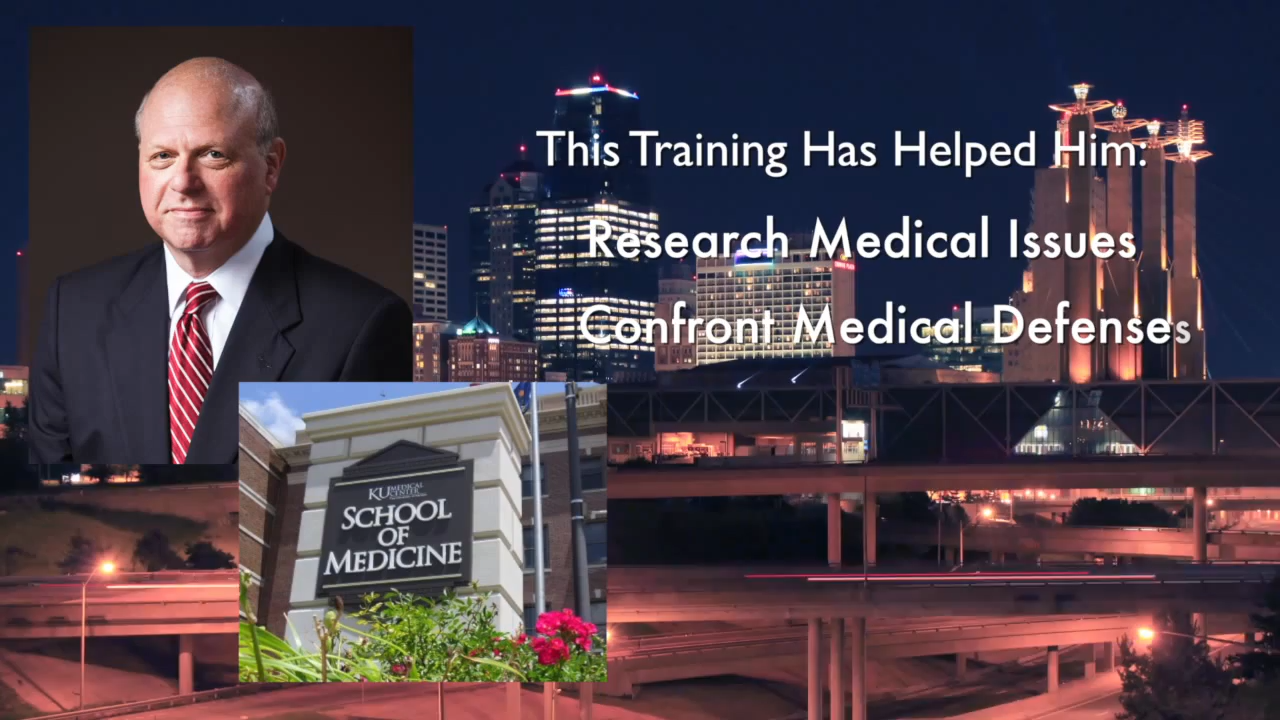 This Training Has Helped Him:
Research Medical Issues
Confront Medical Defenses
KU MEDICAL
CENTER
SCHOOL
OF
MEDICINE